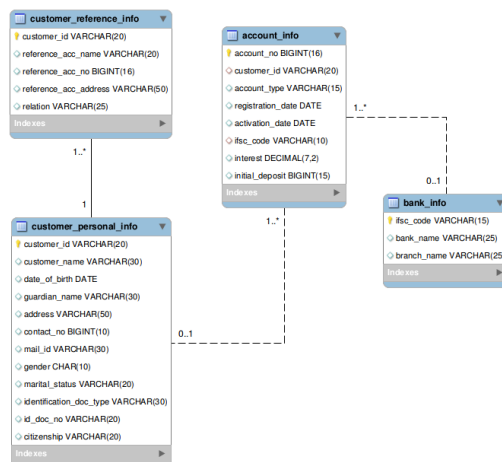 customer_reference_info
customer_id VARCHAR(20)
reference_acc_name VARCHAR(20)
reference_acc_no BIGINT(16)
reference_acc_address VARCHAR(50)
relation VARCHAR(25)
Indexes
1..*
1
customer_personal_info
customer_id VARCHAR(20)
customer_name VARCHAR(30)
date_of_birth DATE
guardian_name VARCHAR(30)
address VARCHAR(50)
contact_no BIGINT(10)
mail_id VARCHAR(30)
gender CHAR(10)
marital_status VARCHAR(20)
identification_doc_type VARCHAR(30)
id_doc_no VARCHAR(20)
citizenship VARCHAR(20)
Indexes
account_info
account_no BIGINT(16)
customer_id VARCHAR(20)
account_type VARCHAR(15)
registration_date DATE
activation_date DATE
ifsc_code VARCHAR(10)
interest DECIMAL(7,2)
initial_deposit BIGINT(15)
Indexes
1..*
0..1
1..*
0..1
bank_info
ifsc_code VARCHAR(15)
bank_name VARCHAR(25)
branch_name VARCHAR(25
Indexes